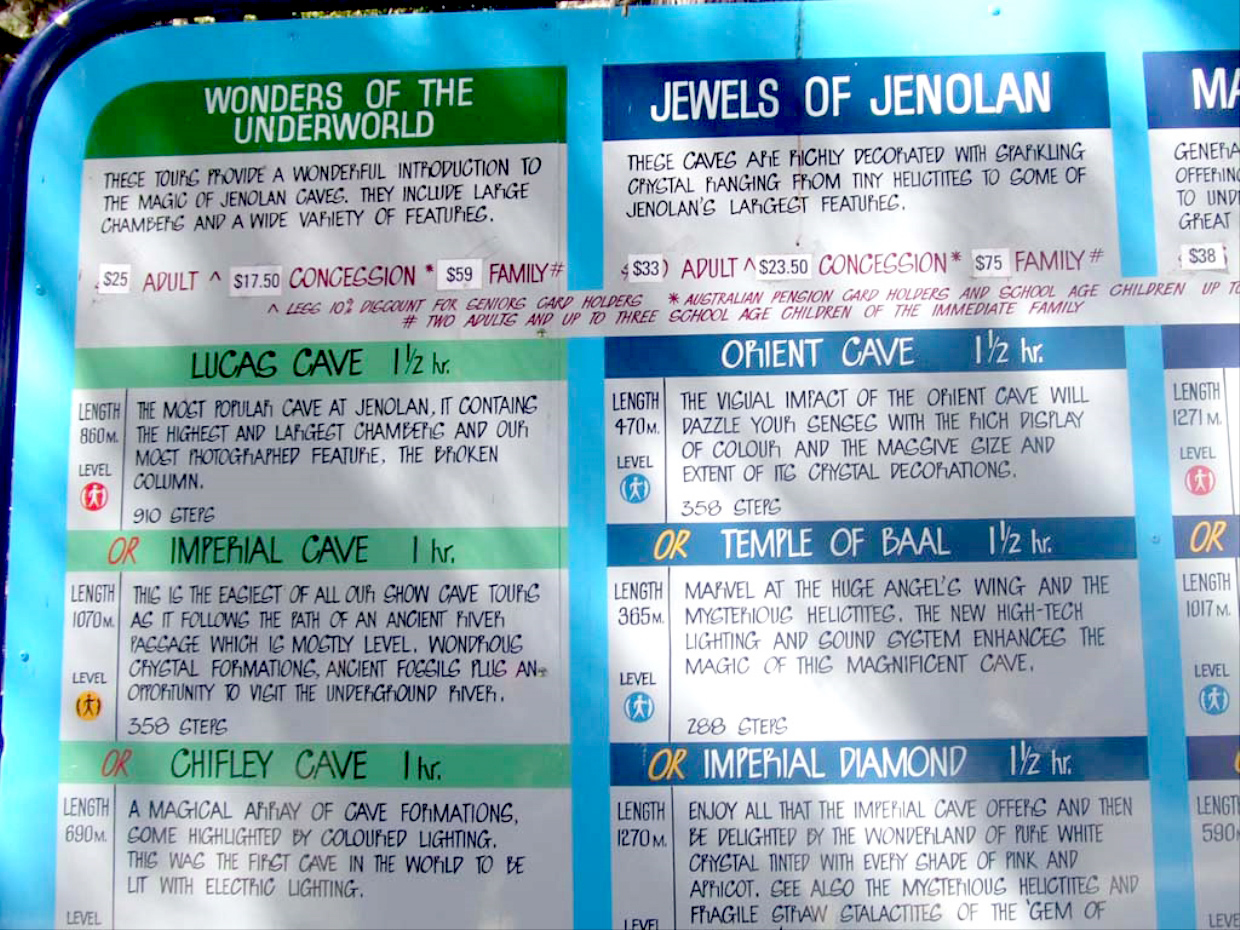 WONDERS OF THE
UNDERWORLD
THESE TOURS PROVIDE A WONDERFUL INTRODUCTION TO
THE MAGIC OF JENOLAN CAVES. THEY INCLUDE LARGE
CHAMBERS AND A WIDE VARIETY OF FEATURES.
$25 ADULT ^ $17.50 CONCESSION * $59 FAMILY #
JEWELS OF JENOLAN
THESE CAVES ARE RICHLY DECORATED WITH SPARKLING
CRYSTAL RANGING FROM TINY HELICTITES TO SOME OF
JENOLAN'S LARGEST FEATURES.
$33 ADULT ^ $23.50 CONCESSION * $75 FAMILY #
MA
GENERA
OFFERING
TO UND
GREAT
$38
^ LESS 10% DISCOUNT FOR SENIORS CARD HOLDERS * AUSTRALIAN PENSION CARD HOLDERS AND SCHOOL AGE CHILDREN UP TO
# TWO ADULTS AND UP TO THREE SCHOOL AGE CHILDREN OF THE IMMEDIATE FAMILY
LUCAS CAVE 1½ hr.
LENGTH
860M.
LEVEL
THE MOST POPULAR CAVE AT JENOLAN, IT CONTAINS
THE HIGHEST AND LARGEST CHAMBERS AND OUR
MOST PHOTOGRAPHED FEATURE, THE BROKEN
COLUMN.
910 STEPS
OR IMPERIAL CAVE 1 hr.
LENGTH
1070M.
LEVEL
THIS IS THE EASIEST OF ALL OUR SHOW CAVE TOURS
AS IT FOLLOWS THE PATH OF AN ANCIENT RIVER
PASSAGE WHICH IS MOSTLY LEVEL. WONDROUS
CRYSTAL FORMATIONS, ANCIENT FOSSILS PLUS AN
OPPORTUNITY TO VISIT THE UNDERGROUND RIVER.
358 STEPS
OR CHIFLEY CAVE 1 hr.
LENGTH
690M.
LEVEL
A MAGICAL ARRAY OF CAVE FORMATIONS,
SOME HIGHLIGHTED BY COLOURED LIGHTING.
THIS WAS THE FIRST CAVE IN THE WORLD TO BE
LIT WITH ELECTRIC LIGHTING.
ORIENT CAVE 1½ hr.
LENGTH
470M.
LEVEL
THE VISUAL IMPACT OF THE ORIENT CAVE WILL
DAZZLE YOUR SENSES WITH THE RICH DISPLAY
OF COLOUR AND THE MASSIVE SIZE AND
EXTENT OF ITS CRYSTAL DECORATIONS.
358 STEPS
OR TEMPLE OF BAAL 1½ hr.
LENGTH
365M.
LEVEL
MARVEL AT THE HUGE ANGEL'S WING AND THE
MYSTERIOUS HELICTITES. THE NEW HIGH-TECH
LIGHTING AND SOUND SYSTEM ENHANCES THE
MAGIC OF THIS MAGNIFICENT CAVE.
288 STEPS
OR IMPERIAL DIAMOND 1½ hr.
LENGTH
1270M.
LEVEL
ENJOY ALL THAT THE IMPERIAL CAVE OFFERS AND THEN
BE DELIGHTED BY THE WONDERLAND OF PURE WHITE
CRYSTAL TINTED WITH EVERY SHADE OF PINK AND
APRICOT. SEE ALSO THE MYSTERIOUS HELICTITES AND
FRAGILE STRAW STALACTITES OF THE 'GEM OF
LENGTH
1271 M.
LEVEL
OR
LENGTH
1017 M.
LEVEL
LENGTH
590M
LEVE